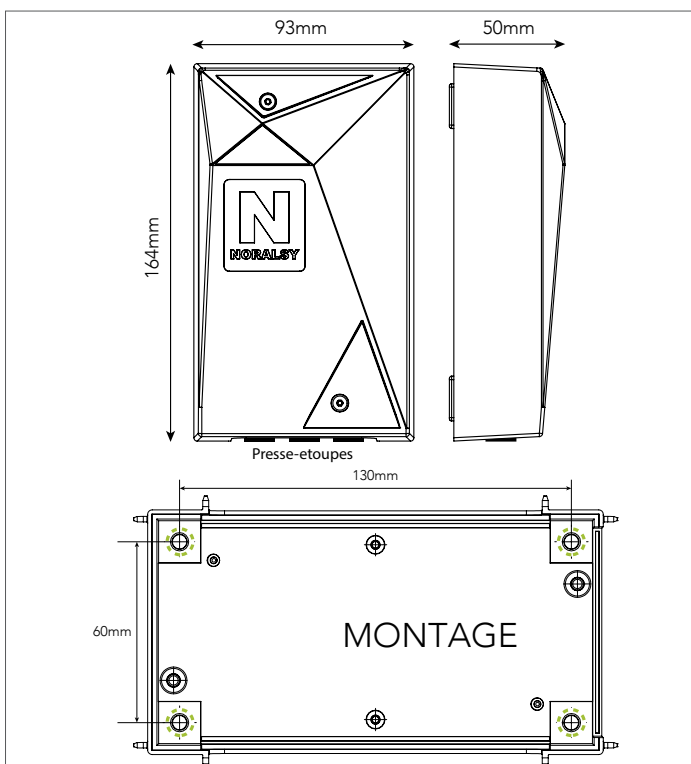 93mm
50mm
164mm
N
NORALSY
Presse-etoupes
130mm
60mm
MONTAGE